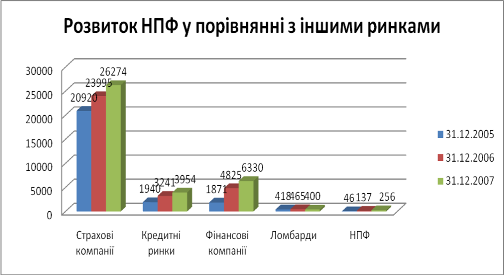 Розвиток НПФ у порівнянні з іншими ринками
30000
25000
20000
15000
10000
5000
0
20920 23995 26274
1940 3241 3954
1871 4825 6330
418 465 400
46 137 256
Страхові компанії
Кредитні ринки
Фінансові компанії
Ломбарди
НПФ
31.12.2005
31.12.2006
31.12.2007